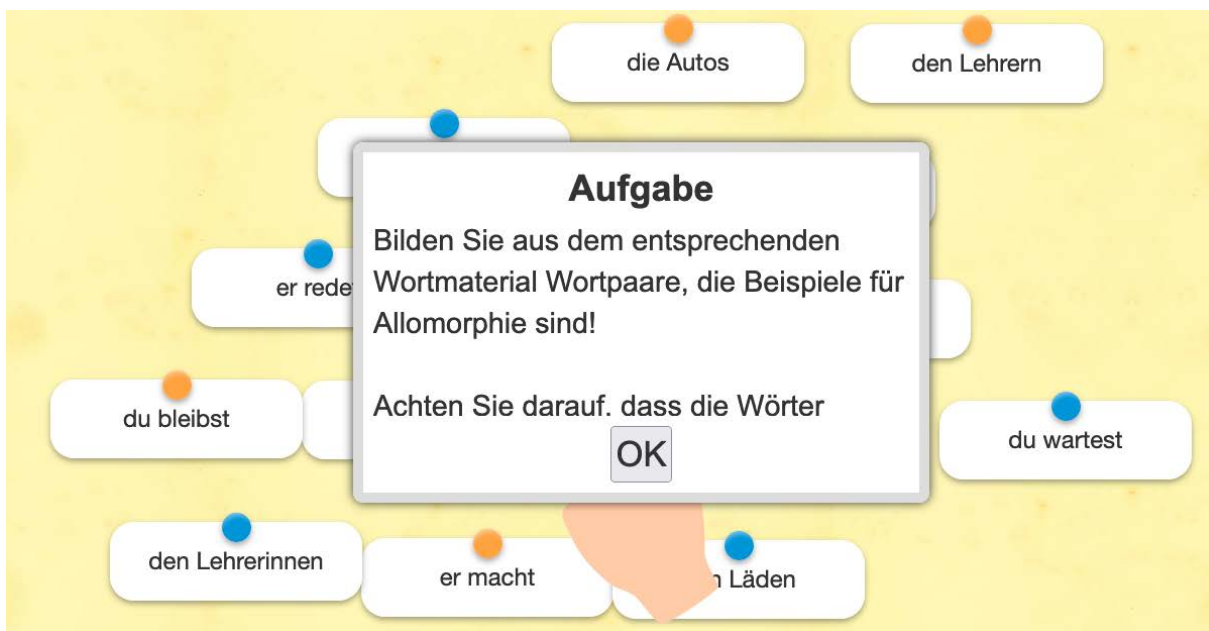 die Autos
den Lehrern
Aufgabe
Bilden Sie aus dem entsprechenden
Wortmaterial Wortpaare, die Beispiele für
Allomorphie sind!
er rede
du bleibst
Achten Sie darauf. dass die Wörter
OK
du wartest
den Lehrerinnen
er macht
Läden